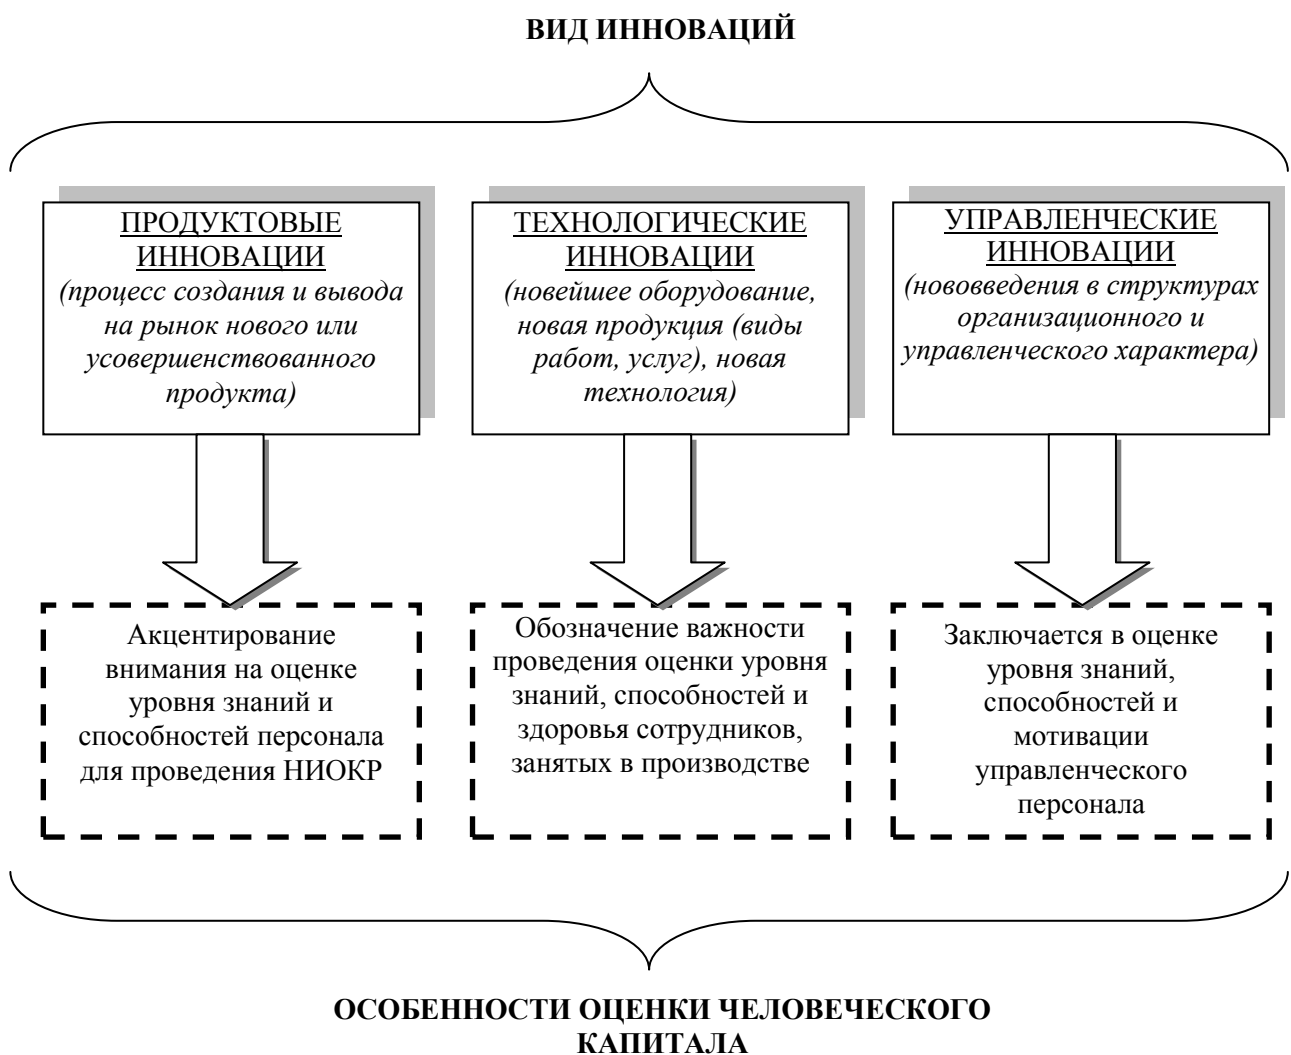 ВИД ИННОВАЦИЙ
ПРОДУКТОВЫЕ
ИННОВАЦИИ
(процесс создания и вывода
на рынок нового или
усовершенствованного
продукта)
ТЕХНОЛОГИЧЕСКИЕ
ИННОВАЦИИ
(новейшее оборудование,
новая продукция (виды
работ, услуг), новая
технология)
УПРАВЛЕНЧЕСКИЕ
ИННОВАЦИИ
(нововведения в структурах
организационного и
управленческого характера)
Акцентирование
внимания на оценке
уровня знаний и
способностей персонала
для проведения НИОКР
Обозначение важности
проведения оценки уровня
знаний, способностей и
здоровья сотрудников,
занятых в производстве
Заключается в оценке
уровня знаний,
способностей и
мотивации
управленческого
персонала
ОСОБЕННОСТИ ОЦЕНКИ ЧЕЛОВЕЧЕСКОГО
КАПИТАЛА